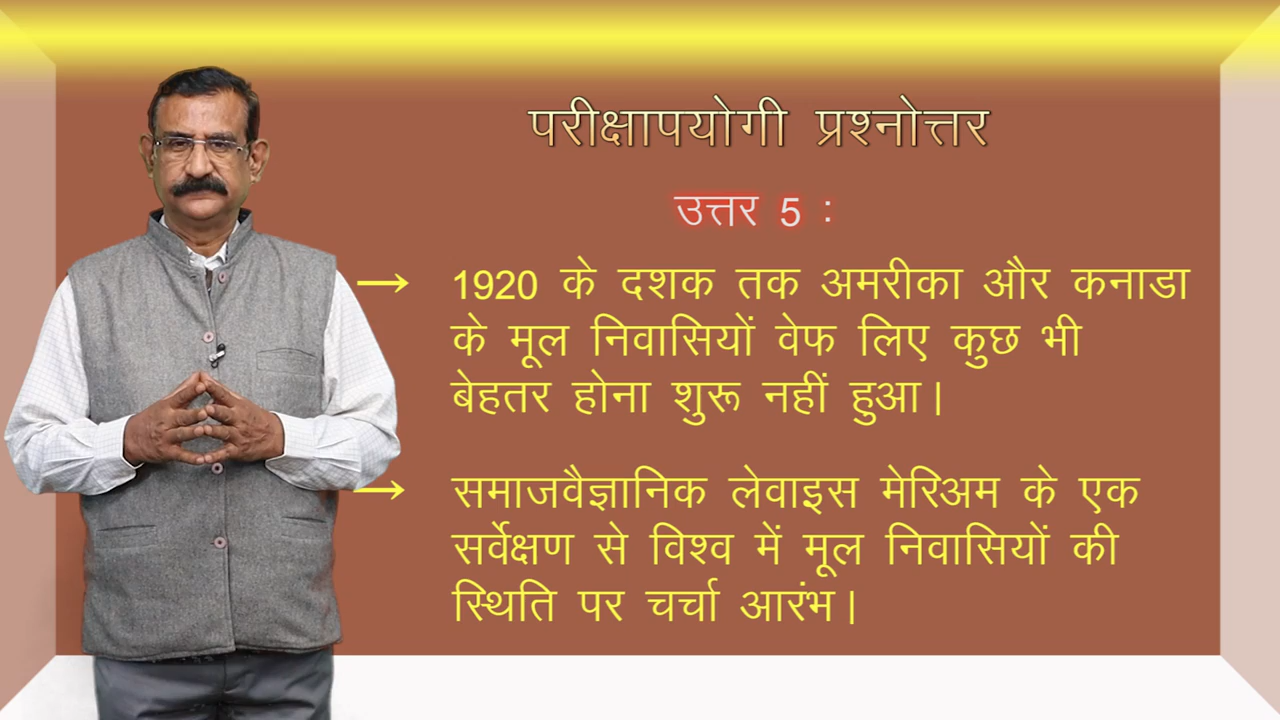 परीक्षापयोगी प्रश्नोत्तर
उत्तर 5 :
→ 1920 के दशक तक अमरीका और कनाडा
के मूल निवासियों वेफ लिए कुछ भी
बेहतर होना शुरू नहीं हुआ।
→ समाजवैज्ञानिक लेवाइस मेरिअम के एक
सर्वेक्षण से विश्व में मूल निवासियों की
स्थिति पर चर्चा आरंभ।